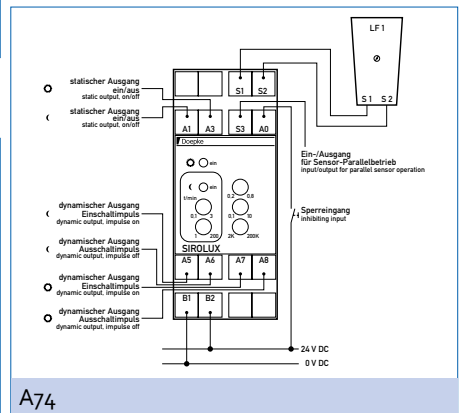 LF 1
S1 S2
S 1 S 2
statischer Ausgang
ein/aus
static output, on/off
statischer Ausgang
ein/aus
static output, on/off
A1 A3 S3 A0
Doepke
ein
ein
t/min
0,1 3
1 200
0,2 0,8
0,1 10
2K 200K
SIROLUX
Ein-/Ausgang
für Sensor-Parallelbetrieb
input/output for parallel sensor operation
Sperreingang
inhibiting input
dynamischer Ausgang
Einschaltimpuls
dynamic output, impulse on
dynamischer Ausgang
Ausschaltimpuls
dynamic output, impulse off
dynamischer Ausgang
Einschaltimpuls
dynamic output, impulse on
dynamischer Ausgang
Ausschaltimpuls
dynamic output, impulse off
A5 A6 A7 A8
B1 B2
24 V DC
0 V DC
A74